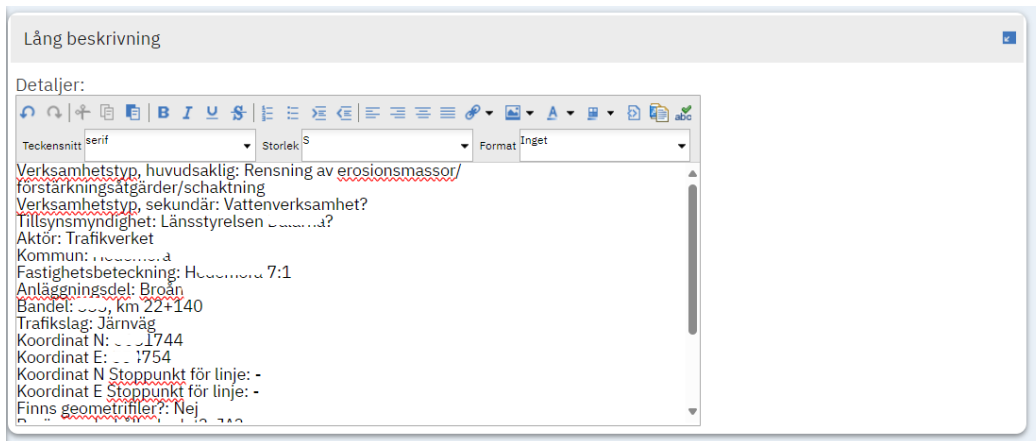 Lång beskrivning
Detaljer:
Teckensnitt serif Storlek S Format Inget
Verksamhetstyp, huvudsaklig: Rensning av erosionsmassor/
förstärkningsåtgärder/schaktning
Verksamhetstyp, sekundär: Vattenverksamhet?
Tillsynsmyndighet: Länsstyrelsen
Aktör: Trafikverket
Kommun:
Fastighetsbeteckning: 7:1
Anläggningsdel: Broån
Bandel: , km 22+140
Trafikslag: Järnväg
Koordinat N: 1744
Koordinat E: 754
Koordinat N Stoppunkt för linje: -
Koordinat E Stoppunkt för linje: -
Finns geometrifiler?: Nej